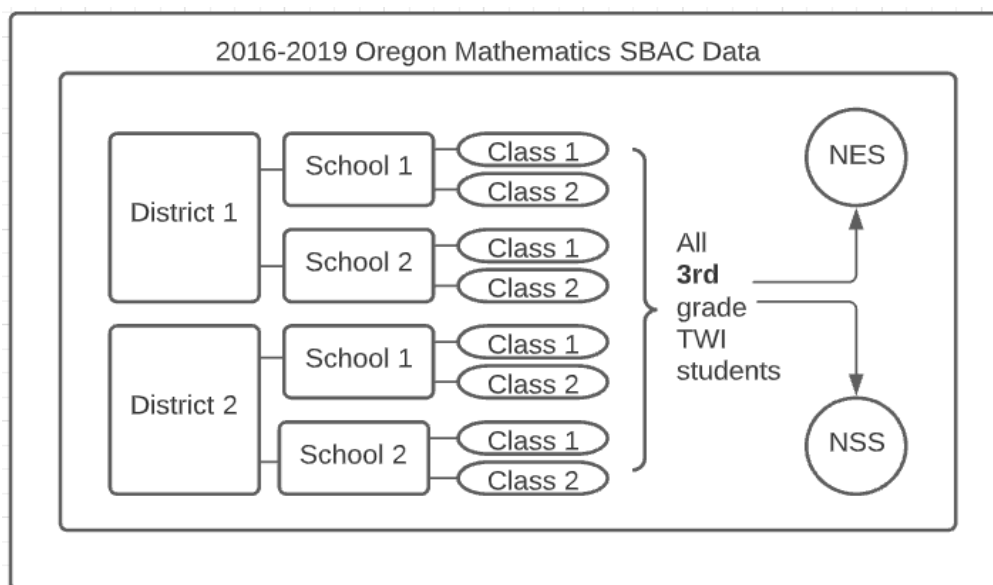 2016-2019 Oregon Mathematics SBAC Data
District 1
School 1
Class 1
Class 2
School 2
Class 1
Class 2
District 2
School 1
Class 1
Class 2
School 2
Class 1
Class 2
All
3rd
grade
TWI
students
NES
NSS